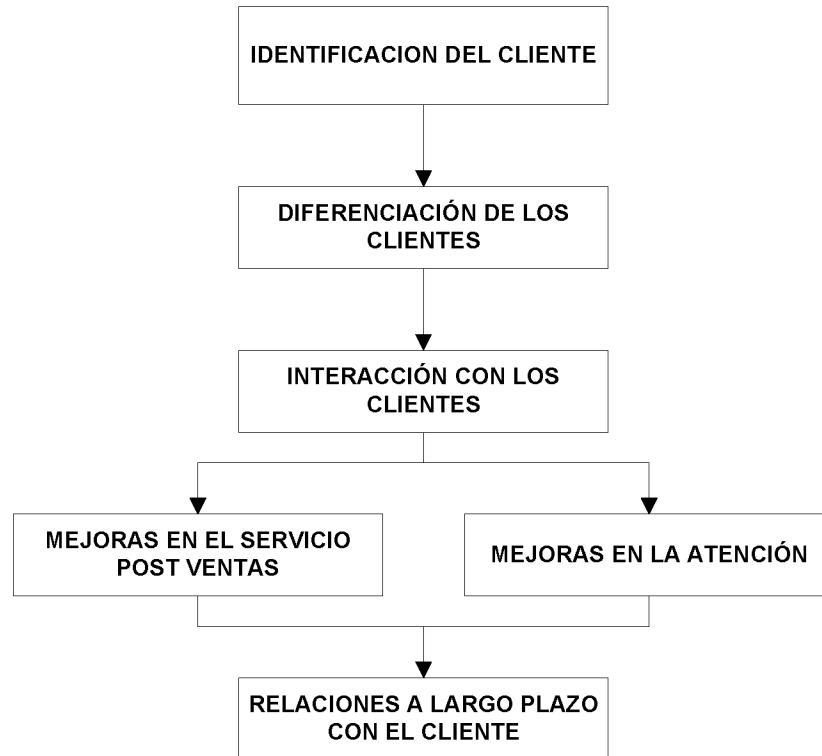 IDENTIFICACION DEL CLIENTE
DIFERENCIACIÓN DE LOS
CLIENTES
INTERACCIÓN CON LOS
CLIENTES
MEJORAS EN EL SERVICIO
POST VENTAS
MEJORAS EN LA ATENCIÓN
RELACIONES A LARGO PLAZO
CON EL CLIENTE